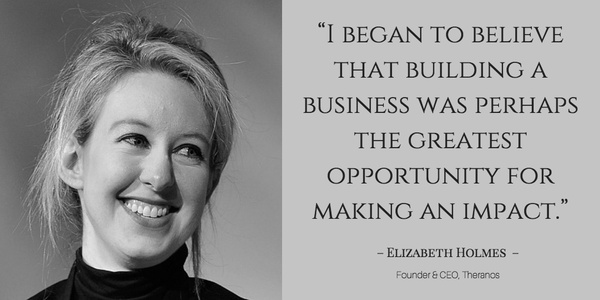 “I BEGAN TO BELIEVE
THAT BUILDING A
BUSINESS WAS PERHAPS
THE GREATEST
OPPORTUNITY FOR
MAKING AN IMPACT.”
– ELIZABETH HOLMES –
Founder & CEO, Theranos